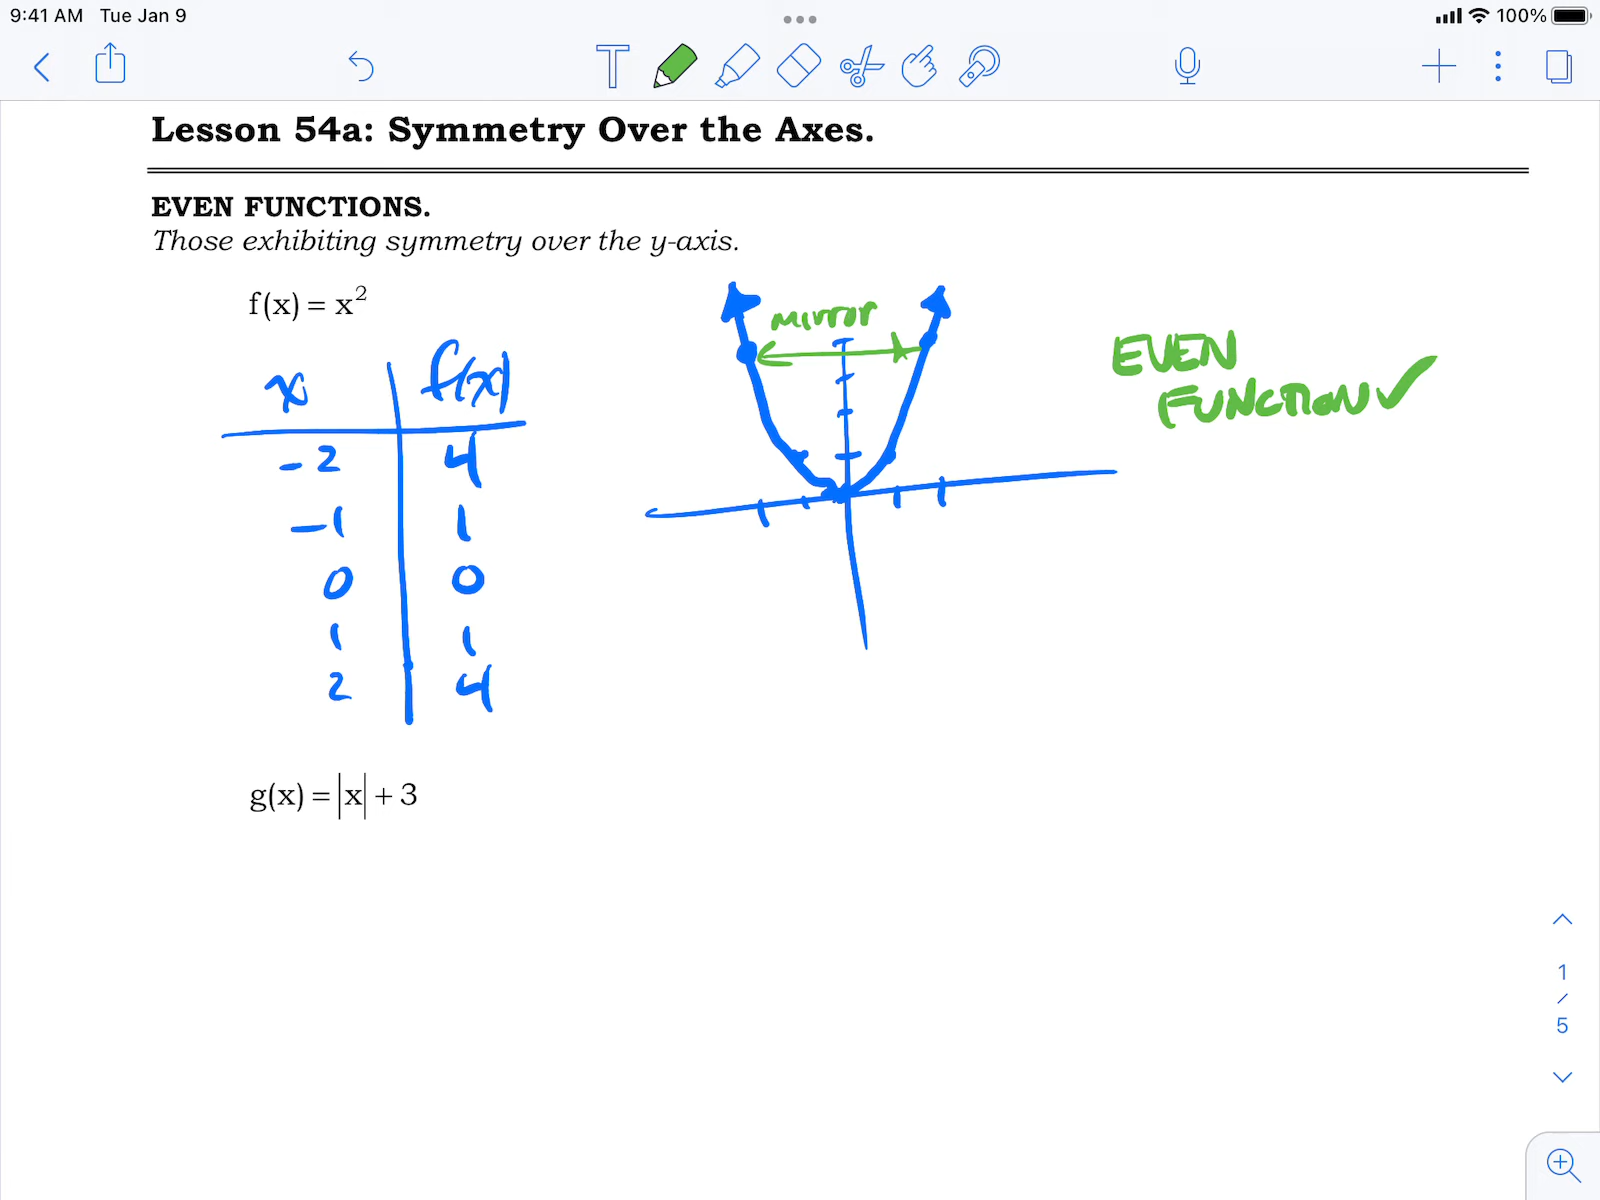 9:41 AM Tue Jan 9
100%
T
Lesson 54a: Symmetry Over the Axes.
EVEN FUNCTIONS.
Those exhibiting symmetry over the y-axis.
f(x) = x²
mirror
EVEN
FUNCTION✓
x f(x)
-2 4
-1 1
0 0
1 1
2 4
g(x) = |x| + 3
1
/
5